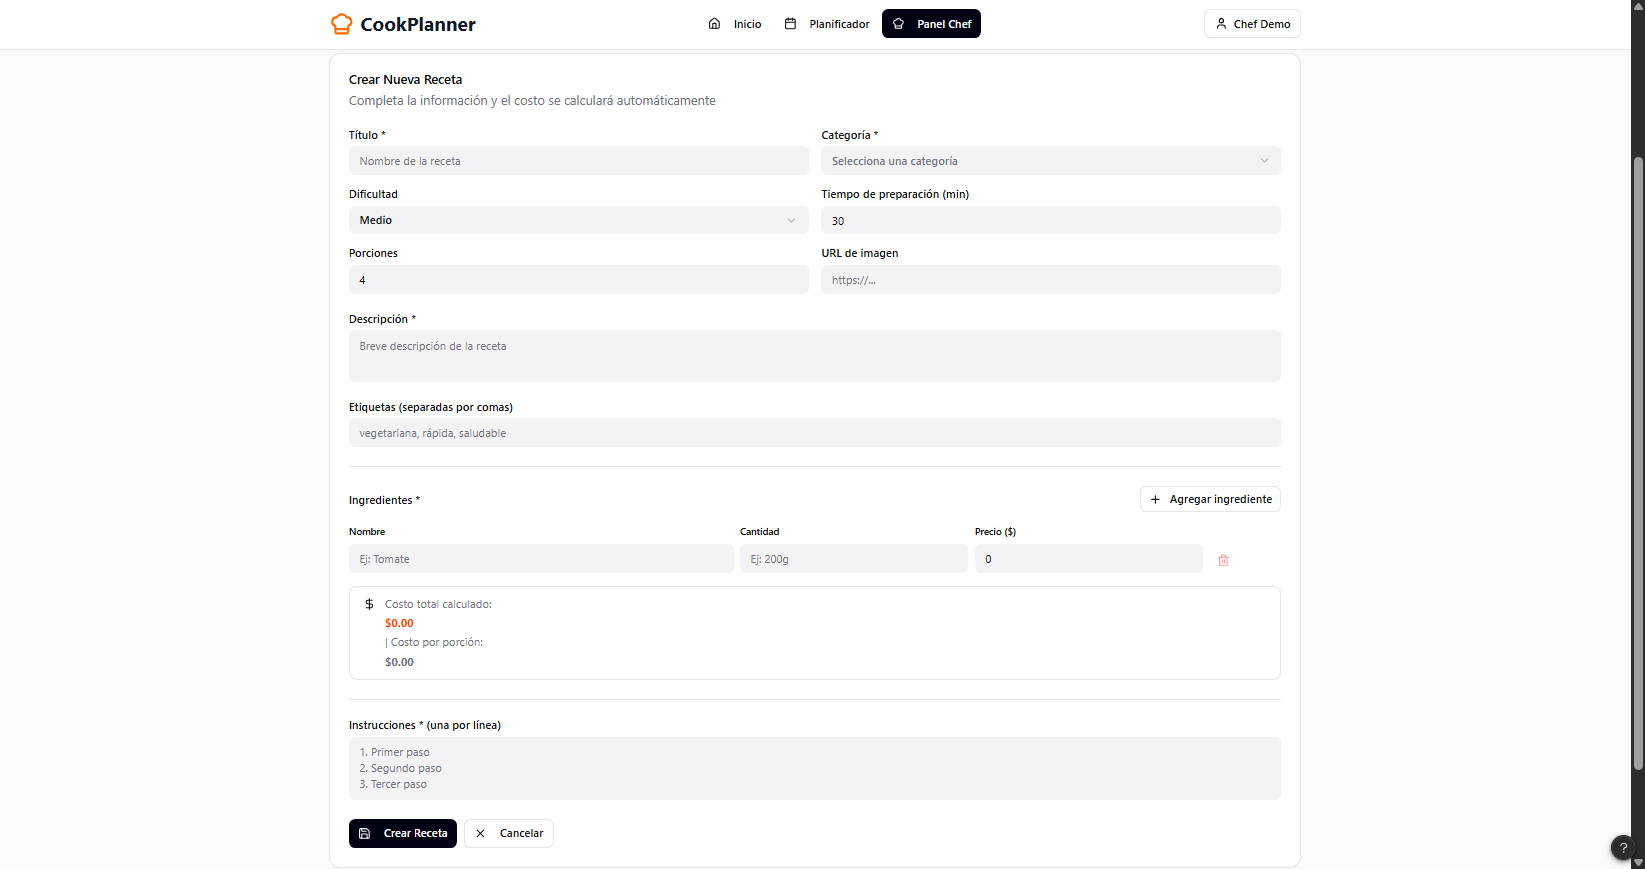 CookPlanner
Inicio
Planificador
Panel Chef
Chef Demo
Crear Nueva Receta
Completa la información y el costo se calculará automáticamente
Título *
Categoría *
Nombre de la receta
Selecciona una categoría
Dificultad
Tiempo de preparación (min)
Medio
30
Porciones
URL de imagen
4
https://...
Descripción *
Breve descripción de la receta
Etiquetas (separadas por comas)
vegetariana, rápida, saludable
Ingredientes *
+ Agregar ingrediente
Nombre
Cantidad
Precio ($)
Ej: Tomate
Ej: 200g
0
$ Costo total calculado:
$0.00
| Costo por porción:
$0.00
Instrucciones * (una por línea)
1. Primer paso
2. Segundo paso
3. Tercer paso
Crear Receta
Cancelar
?